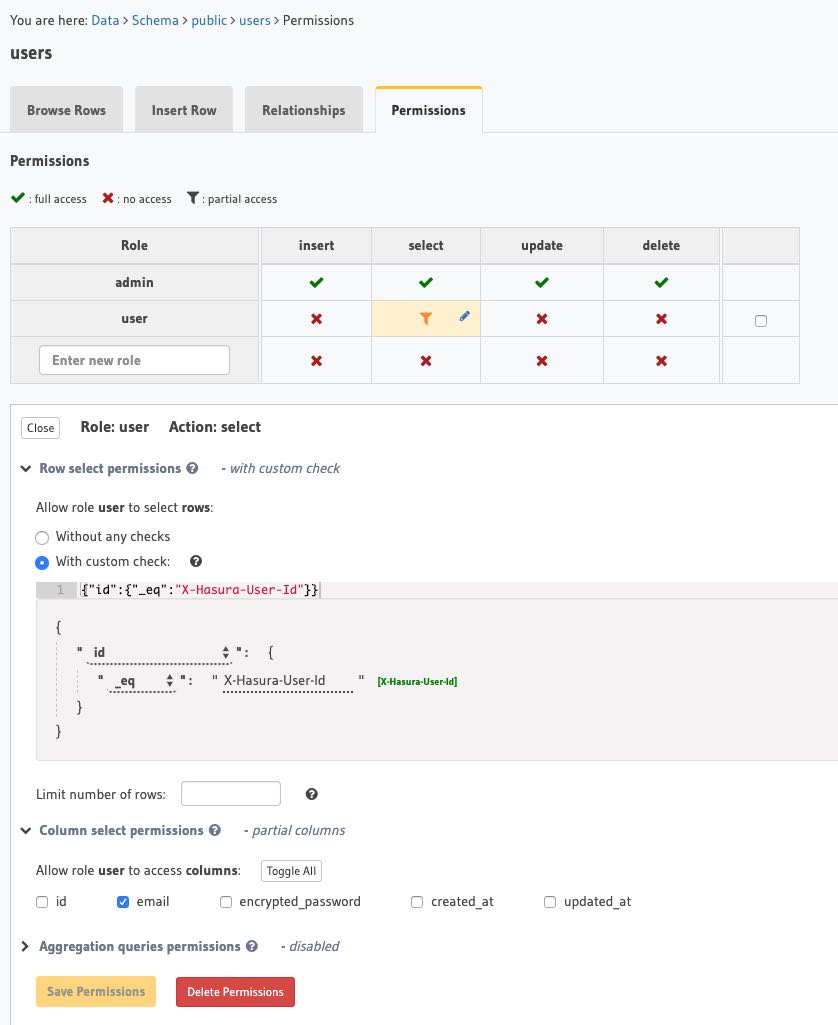 You are here: Data > Schema > public > users > Permissions
users
Browse Rows Insert Row Relationships Permissions
Permissions
: full access : no access : partial access
Role insert select update delete
admin
user
Enter new role
Close Role: user Action: select
Row select permissions - with custom check
Allow role user to select rows:
Without any checks
With custom check:
1 {"id":{"_eq":"X-Hasura-User-Id"}}
{
" id ": {
" _eq ": " X-Hasura-User-Id " [X-Hasura-User-Id]
}
}
Limit number of rows:
Column select permissions - partial columns
Allow role user to access columns: Toggle All
id email encrypted_password created_at updated_at
Aggregation queries permissions - disabled
Save Permissions Delete Permissions